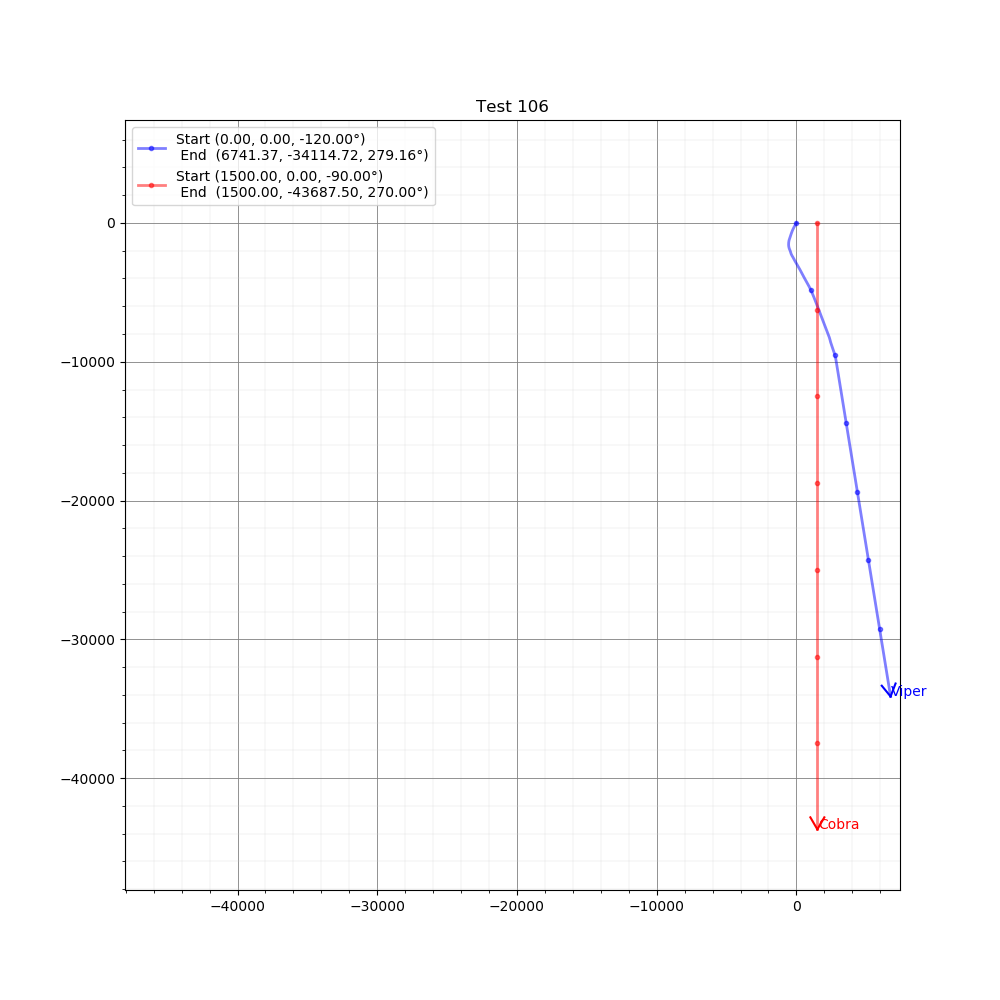 Test 106
Start (0.00, 0.00, -120.00°)
End  (6741.37, -34114.72, 279.16°)
Start (1500.00, 0.00, -90.00°)
End  (1500.00, -43687.50, 270.00°)
0
−10000
−20000
−30000
−40000
Viper
Cobra
−40000
−30000
−20000
−10000
0